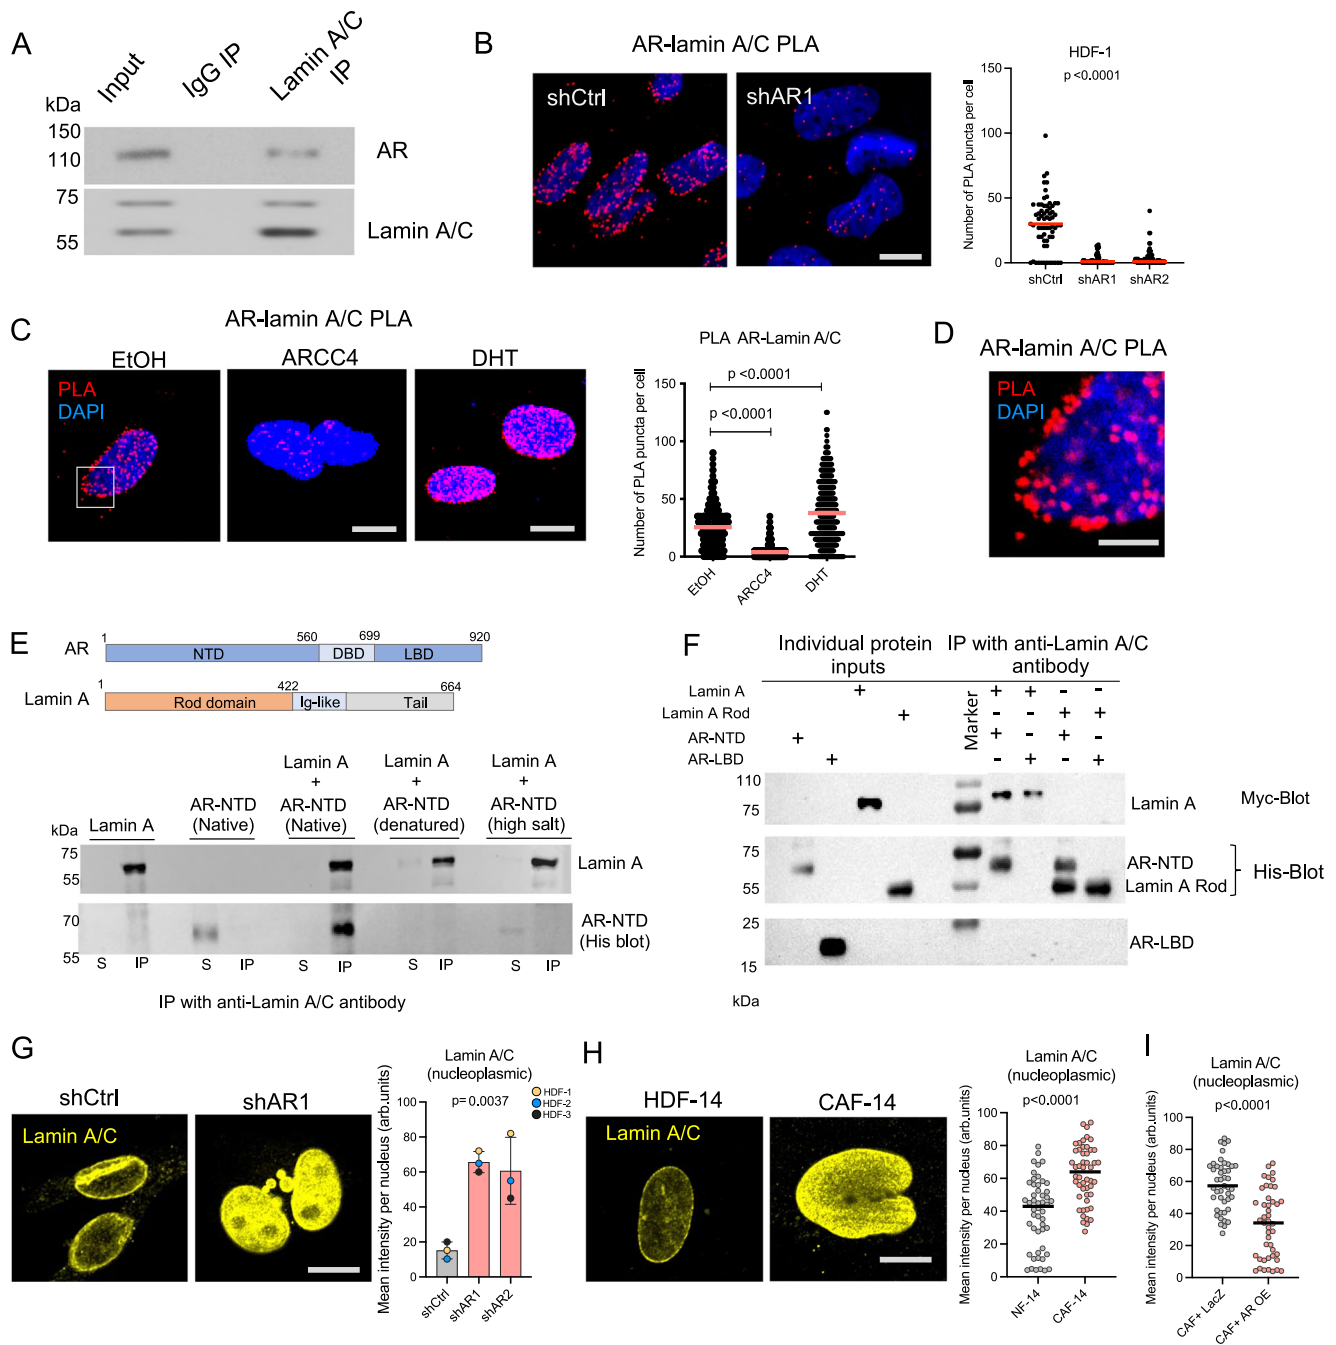 A
Input
IgG IP
Lamin A/C
IP
kDa
150
110
75
55
AR
Lamin A/C
B
AR-lamin A/C PLA
shCtrl
shAR1
HDF-1
p <0.0001
Number of PLA puncta per cell
150
100
50
0
shCtrl
shAR1
shAR2
C
AR-lamin A/C PLA
EtOH
ARCC4
DHT
PLA
DAPI
PLA AR-Lamin A/C
p <0.0001
p <0.0001
Number of PLA puncta per cell
150
100
50
0
EtOH
ARCC4
DHT
D
AR-lamin A/C PLA
PLA
DAPI
E
1
560
699
920
AR
NTD
DBD
LBD
1
422
664
Lamin A
Rod domain
Ig-like
Tail
Lamin A
AR-NTD
(Native)
Lamin A
+
AR-NTD
(Native)
Lamin A
+
AR-NTD
(denatured)
Lamin A
+
AR-NTD
(high salt)
kDa
75
55
Lamin A
70
55
AR-NTD
(His blot)
S IP S IP S IP S IP S IP
IP with anti-Lamin A/C antibody
F
Individual protein
inputs
IP with anti-Lamin A/C
antibody
Lamin A + + + - -
Lamin A Rod + - - + +
AR-NTD + + - + -
AR-LBD + - + - +
Marker
110
75
Lamin A
Myc-Blot
75
55
AR-NTD
Lamin A Rod
His-Blot
25
15
AR-LBD
kDa
G
shCtrl
shAR1
Lamin A/C
Lamin A/C
(nucleoplasmic)
p= 0.0037
HDF-1
HDF-2
HDF-3
Mean intensity per nucleus (arb.units)
100
80
60
40
20
0
shCtrl
shAR1
shAR2
H
HDF-14
CAF-14
Lamin A/C
Lamin A/C
(nucleoplasmic)
p<0.0001
Mean intensity per nucleus (arb.units)
100
80
60
40
20
0
NF-14
CAF-14
I
Lamin A/C
(nucleoplasmic)
p<0.0001
Mean intensity per nucleus (arb.units)
100
80
60
40
20
0
CAF+ LacZ
CAF+ AR OE